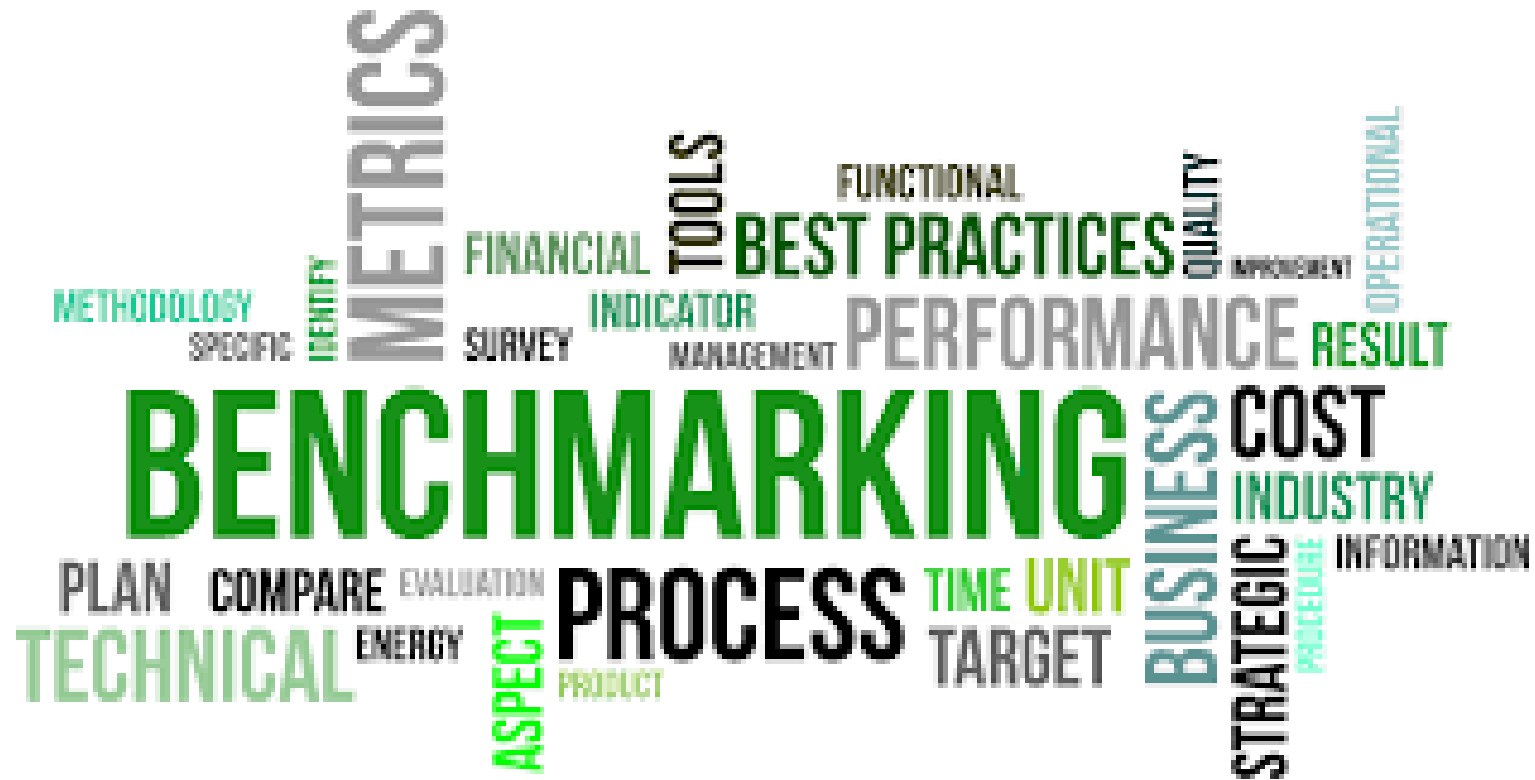 METRICS
TOOLS
FUNCTIONAL
QUALITY
OPERATIONAL
FINANCIAL
BEST PRACTICES
IMPROVEMENT
METHODOLOGY
IDENTIFY
INDICATOR
PERFORMANCE
SPECIFIC
SURVEY
MANAGEMENT
RESULT
BENCHMARKING
BUSINESS
COST
INDUSTRY
PLAN
COMPARE
EVALUATION
PROCESS
TIME
UNIT
STRATEGIC
PROCEDURE
INFORMATION
TECHNICAL
ENERGY
ASPECT
PRODUCT
TARGET